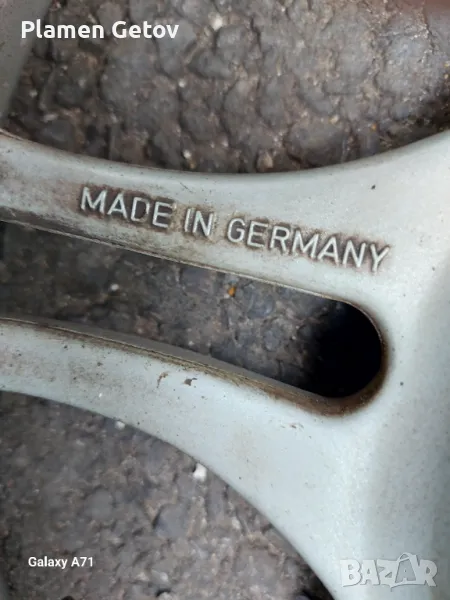 Plamen Getov
MADE IN GERMANY
Galaxy A71
BAZAR